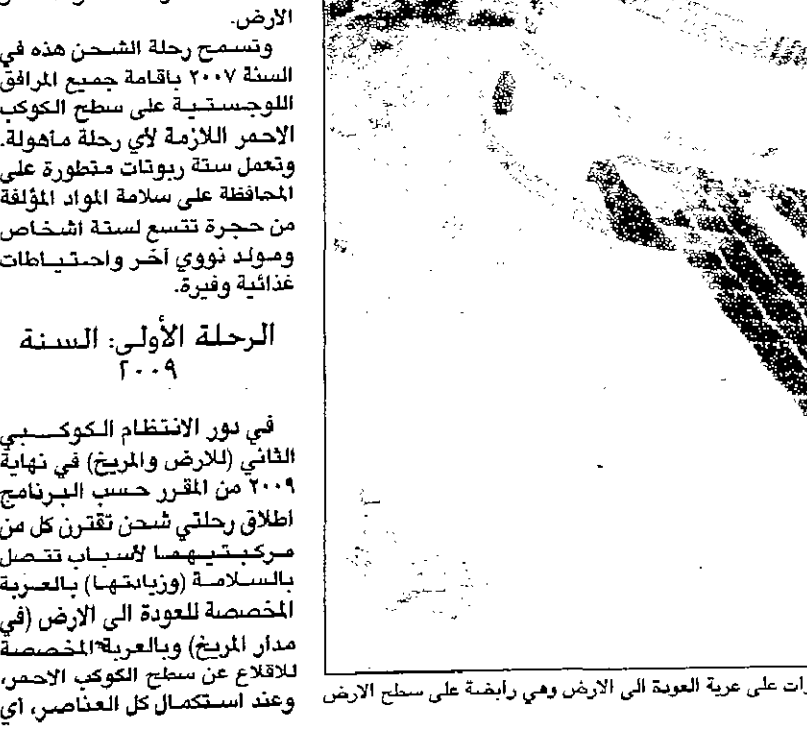 الارض.
وتسمح رحلة الشحن هذه في
السنة ٢٠٠٧ باقامة جميع المرافق
اللوجستية على سطح الكوكب
الاحمر اللازمة لأي رحلة مأهولة.
وتعمل ستة ربوتات متطورة على
المحافظة على سلامة المواد المؤلفة
من حجرة تتسع لستة اشخاص
ومولد نووي آخر واحتياطات
غذائية وفيرة.
الرحلة الأولى: السنة
٢٠٠٩
في دور الانتظام الكوكبي
الثاني (للارض والمريخ) في نهاية
٢٠٠٩ من المقرر حسب البرنامج
اطلاق رحلتي شحن تقترن كل من
مركبتيهما لأسباب تتصل
بالسلامة (وزيادتها) بالعربة
المخصصة للعودة الى الارض (في
مدار المريخ) وبالعربة المخصصة
للاقلاع عن سطح الكوكب الاحمر،
وعند استكمال كل العناصر، أي
رات على عربة العودة الى الارض وهي رابضة على سطح الارض